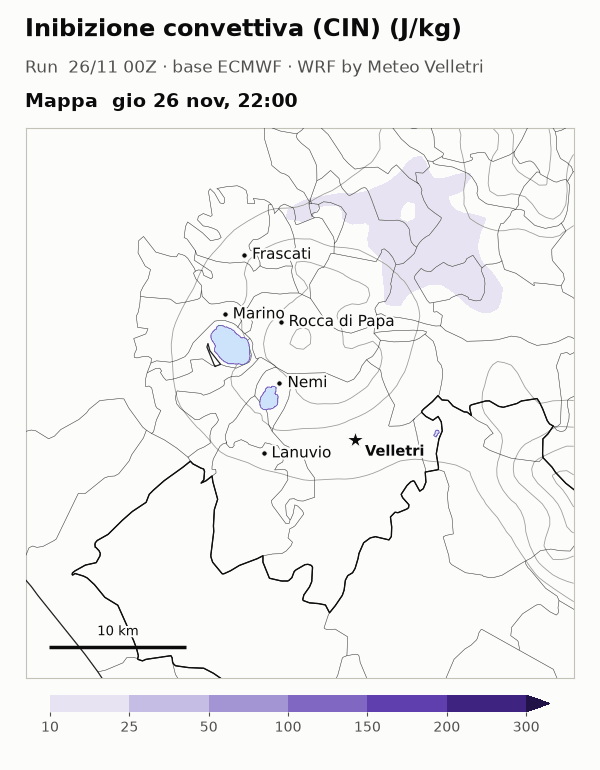 Inibizione convettiva (CIN) (J/kg)
Run  26/11 00Z · base ECMWF · WRF by Meteo Velletri
Mappa  gio 26 nov, 22:00
Frascati
Marino
Rocca di Papa
Nemi
Velletri
Lanuvio
10 km
10 25 50 100 150 200 300